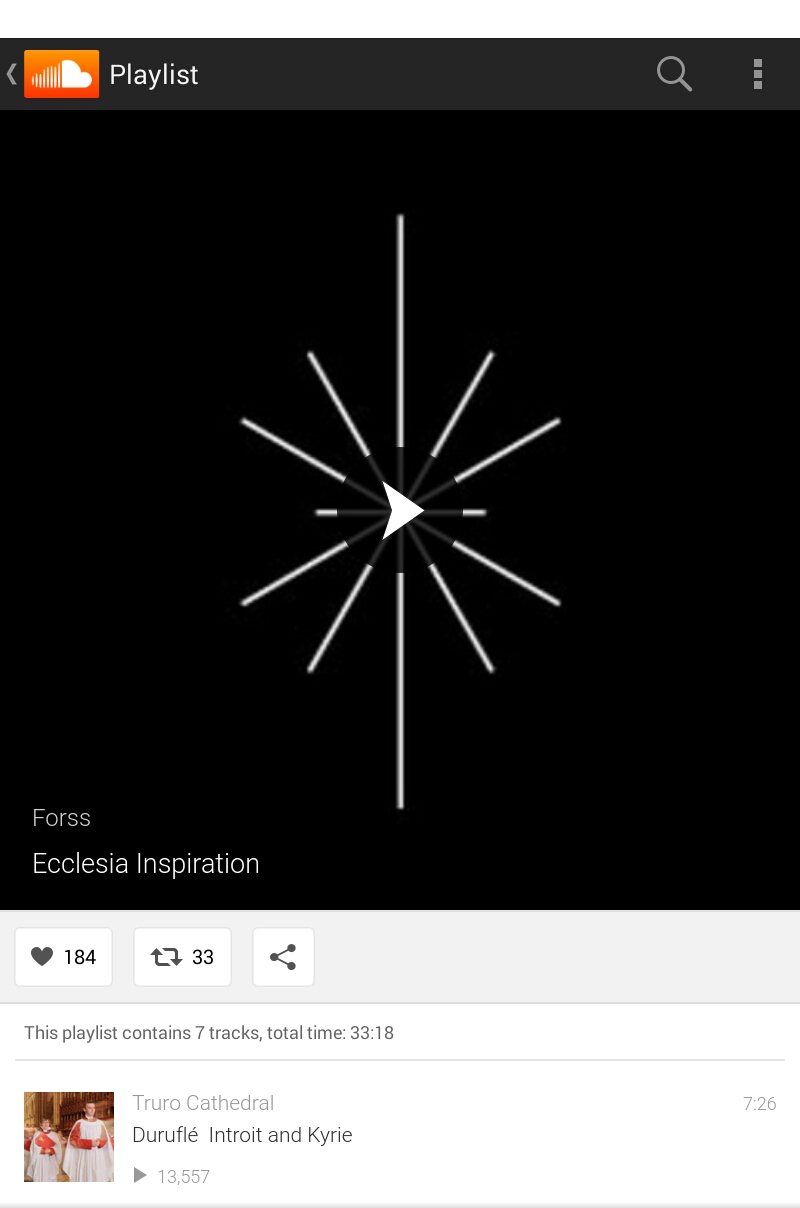 Playlist
Forss
Ecclesia Inspiration
184
33
This playlist contains 7 tracks, total time: 33:18
Truro Cathedral
7:26
Duruflé  Introit and Kyrie
13,557